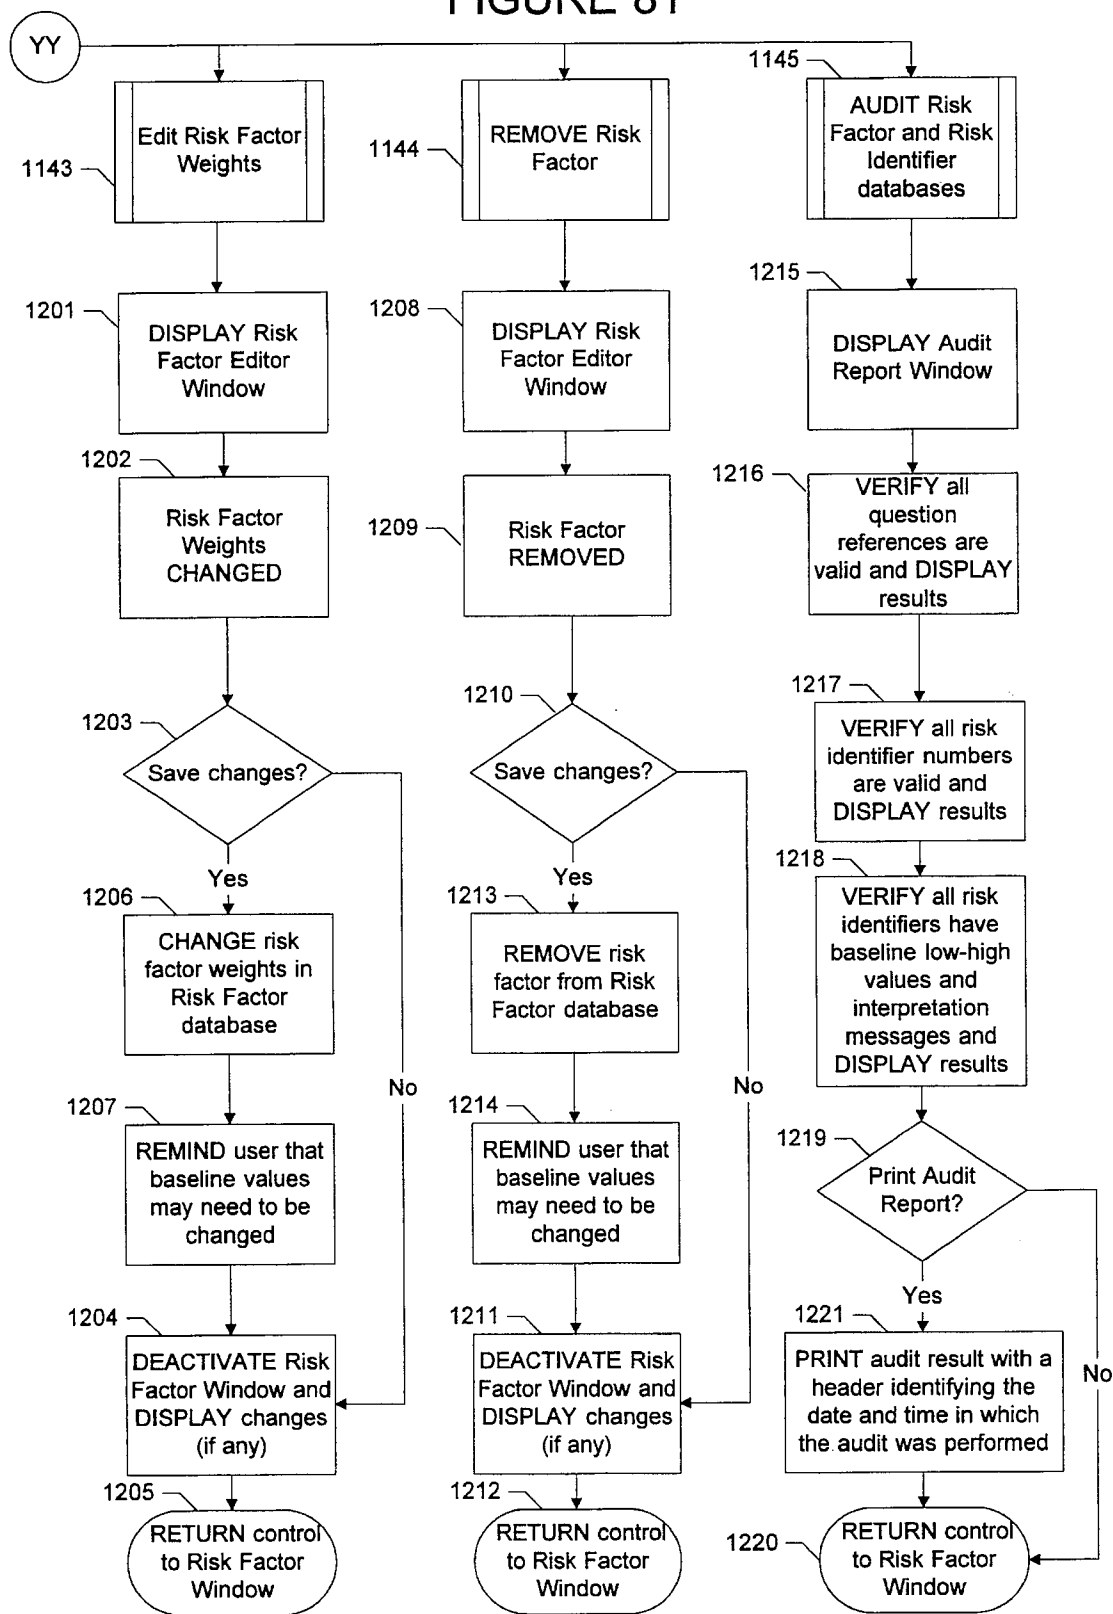 FIGURE 81
YY
1143
Edit Risk Factor
Weights
1201
DISPLAY Risk
Factor Editor
Window
1202
Risk Factor
Weights
CHANGED
1203
Save changes?
Yes
No
1206
CHANGE risk
factor weights in
Risk Factor
database
1207
REMIND user that
baseline values
may need to be
changed
1204
DEACTIVATE Risk
Factor Window and
DISPLAY changes
(if any)
1205
RETURN control
to Risk Factor
Window
1144
REMOVE Risk
Factor
1208
DISPLAY Risk
Factor Editor
Window
1209
Risk Factor
REMOVED
1210
Save changes?
Yes
No
1213
REMOVE risk
factor from Risk
Factor database
1214
REMIND user that
baseline values
may need to be
changed
1211
DEACTIVATE Risk
Factor Window and
DISPLAY changes
(if any)
1212
RETURN control
to Risk Factor
Window
1145
AUDIT Risk
Factor and Risk
Identifier
databases
1215
DISPLAY Audit
Report Window
1216
VERIFY all
question
references are
valid and DISPLAY
results
1217
VERIFY all risk
identifier numbers
are valid and
DISPLAY results
1218
VERIFY all risk
identifiers have
baseline low-high
values and
interpretation
messages and
DISPLAY results
1219
Print Audit
Report?
Yes
No
1221
PRINT audit result with a
header identifying the
date and time in which
the audit was performed
1220
RETURN control
to Risk Factor
Window